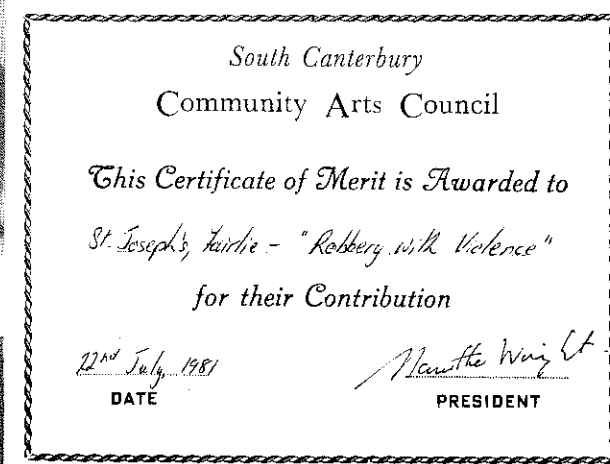 South Canterbury
Community Arts Council
This Certificate of Merit is Awarded to
St. Joseph's, Fairlie - "Robbery with Violence"
for their Contribution
22nd July, 1981
DATE
PRESIDENT